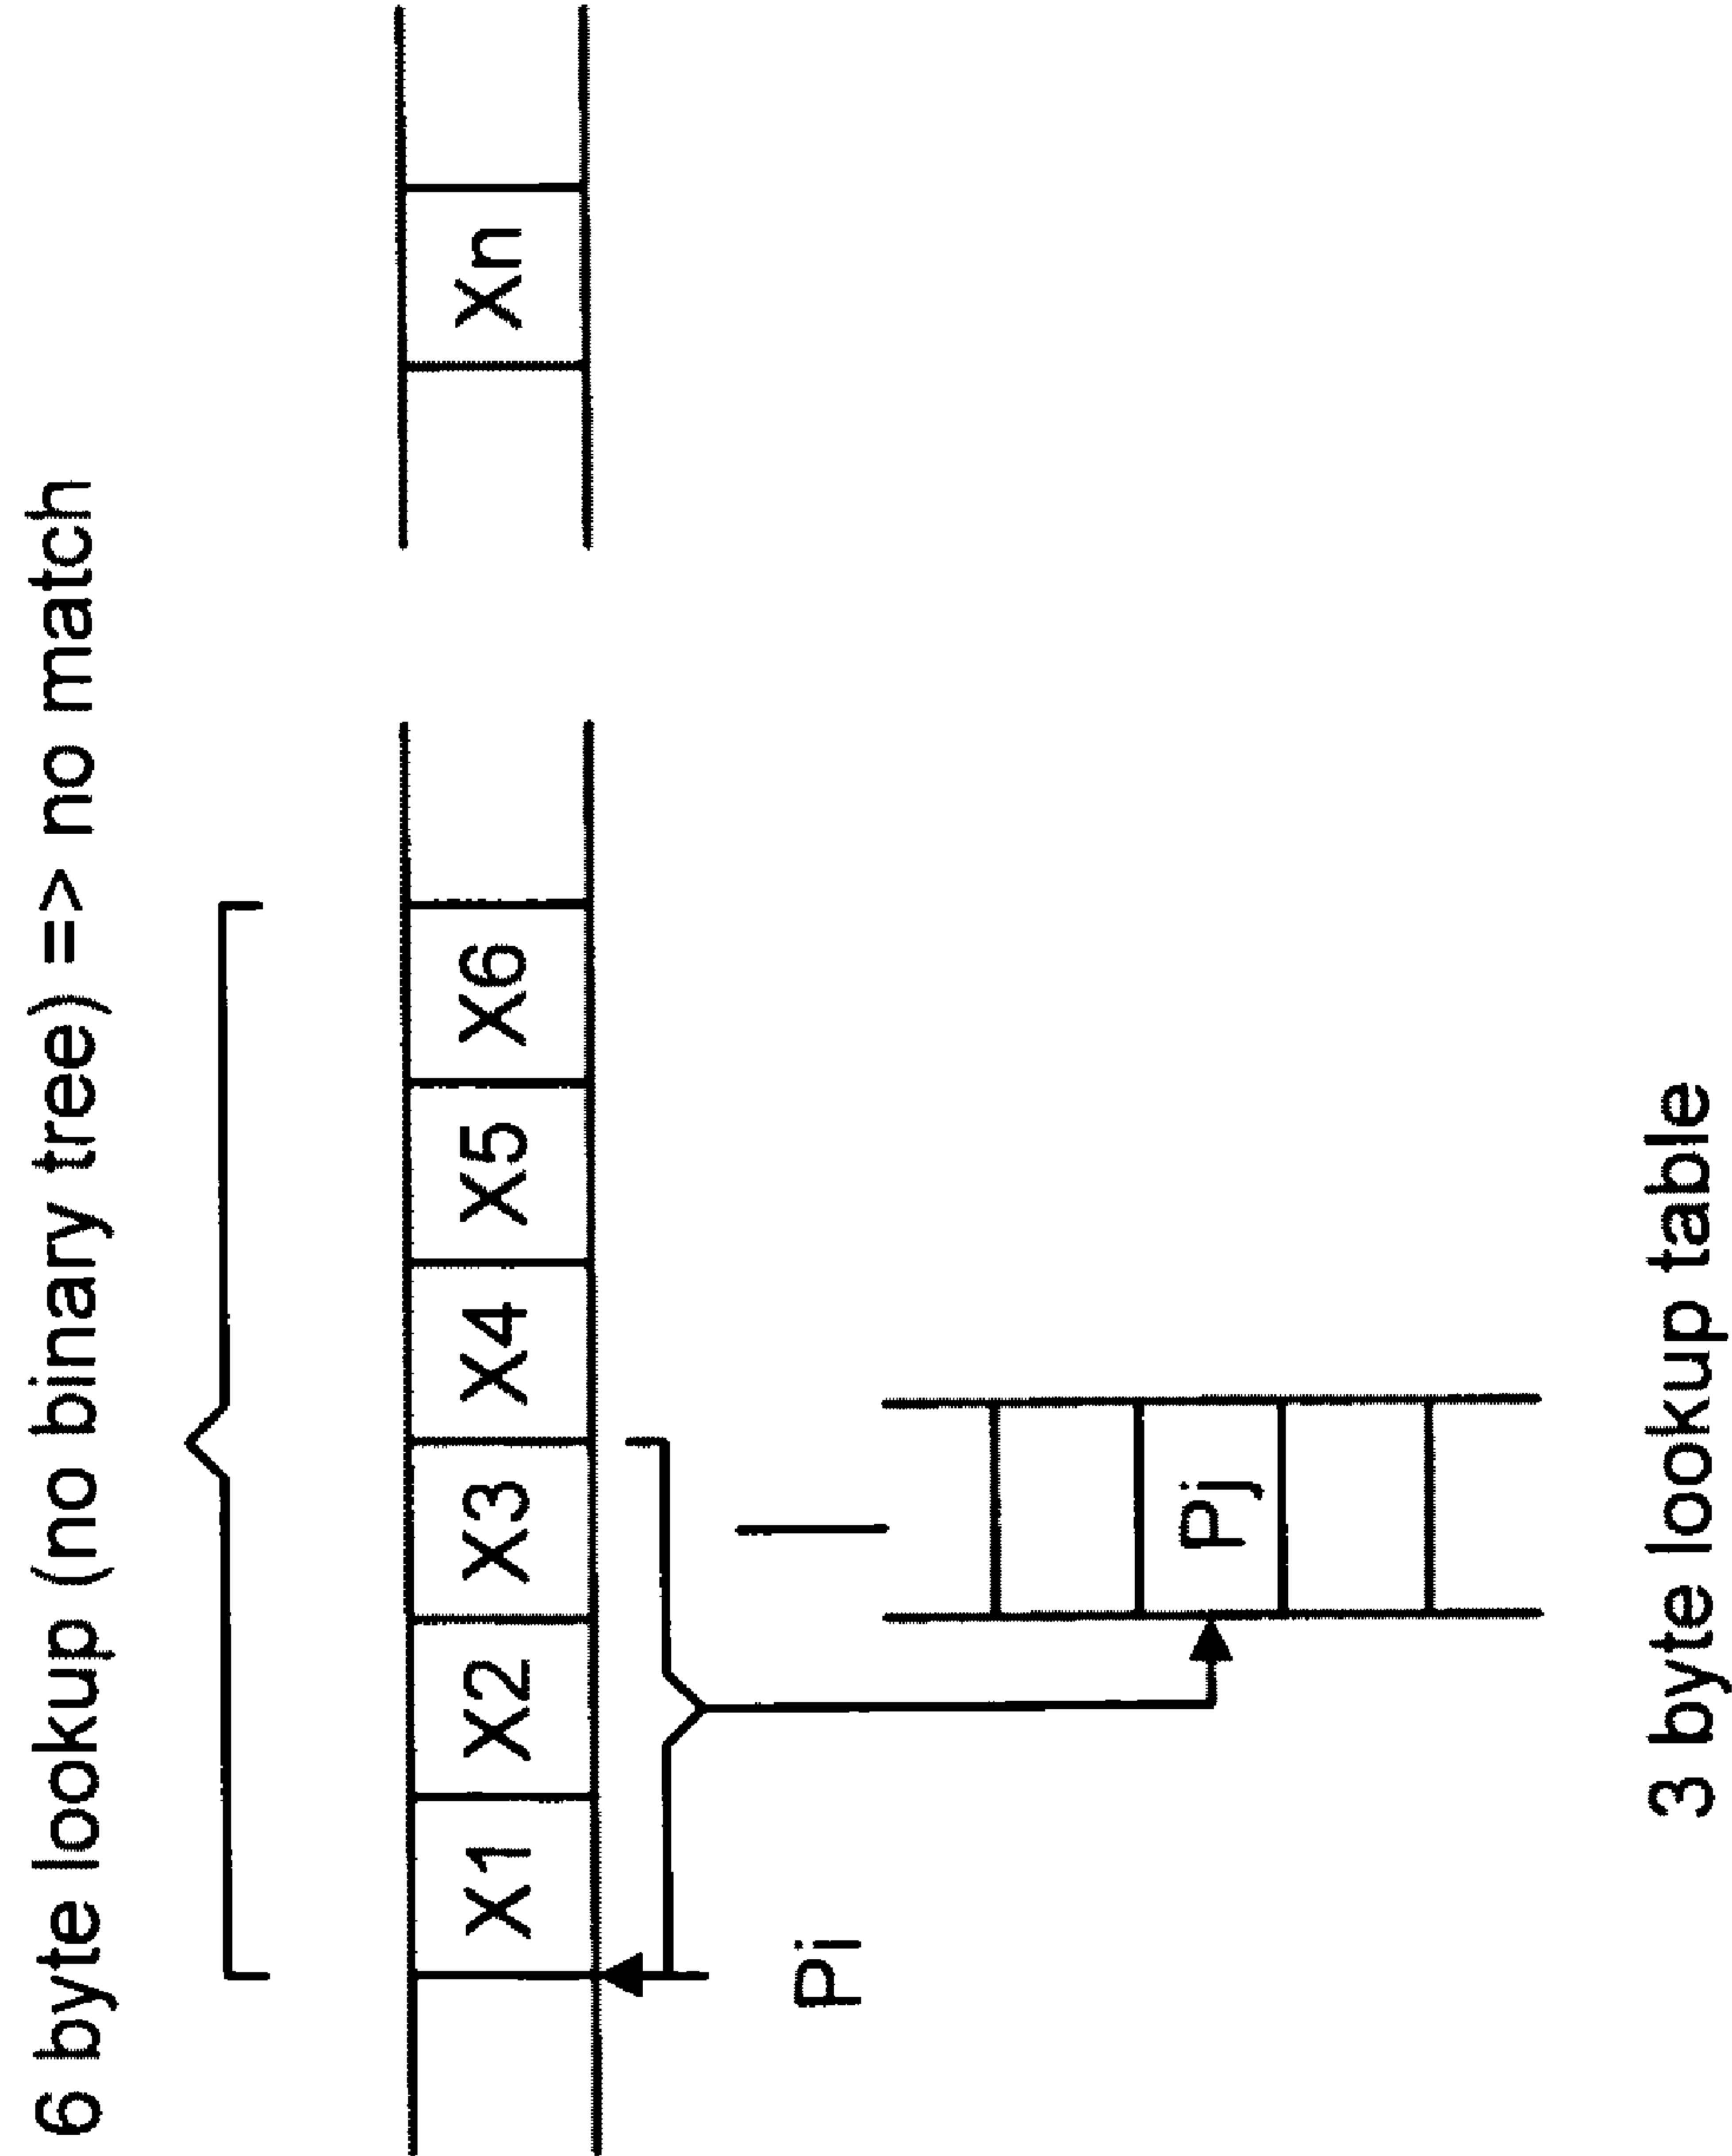 6 byte lookup (no binary tree) => no match
X1 X2 X3 X4 X5 X6 Xn
Pi
Pj
3 byte lookup table